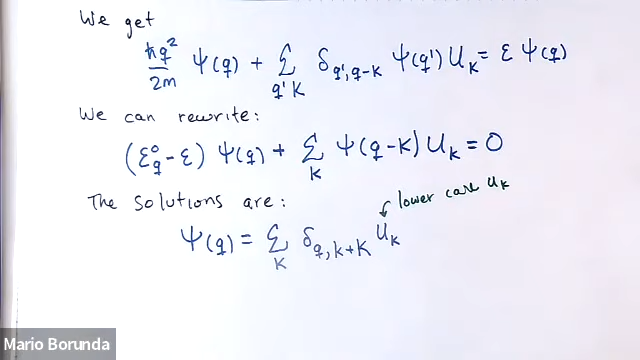 We get
ħq²/2m ψ(q) + Σ_{q'K} δ_{q',q-K} ψ(q') U_K = ε ψ(q)
We can rewrite:
(ε⁰_q - ε) ψ(q) + Σ_K ψ(q-K) U_K = 0
The solutions are:
lower case u_k
ψ(q) = Σ_K δ_{q,k+K} u_k
Mario Borunda